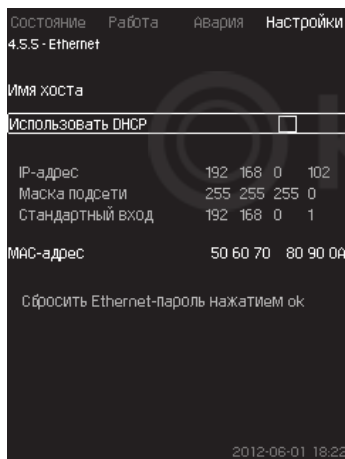 Состояние Работа Авария Настройки
4.5.5 - Ethernet
Имя хоста
Использовать DHCP
IP-адрес 192 168 0 102
Маска подсети 255 255 255 0
Стандартный вход 192 168 0 1
MAC-адрес 50 60 70 80 90 0A
Сбросить Ethernet-пароль нажатием ok
2012-06-01 18:22